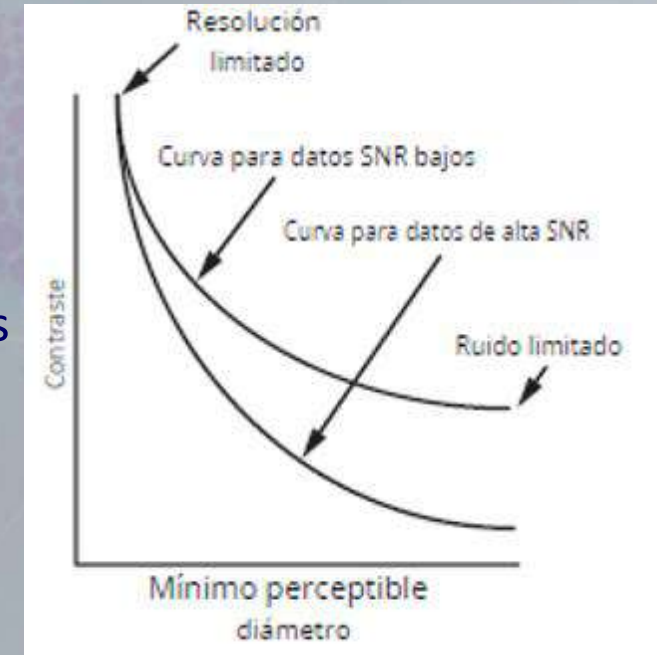 Resolución
limitado
Curva para datos SNR bajos
Curva para datos de alta SNR
s
Contraste
Ruido limitado
Mínimo perceptible
diámetro